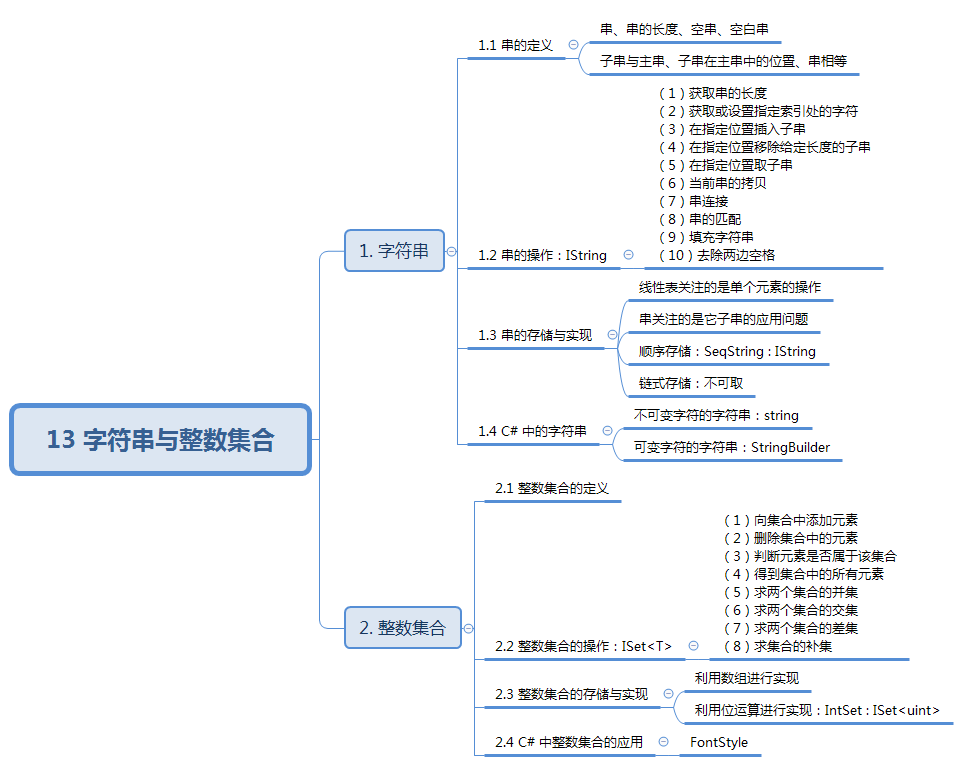 13 字符串与整数集合
1. 字符串
1.1 串的定义
串、串的长度、空串、空白串
子串与主串、子串在主串中的位置、串相等
1.2 串的操作：IString
（1）获取串的长度
（2）获取或设置指定索引处的字符
（3）在指定位置插入子串
（4）在指定位置移除给定长度的子串
（5）在指定位置取子串
（6）当前串的拷贝
（7）串连接
（8）串的匹配
（9）填充字符串
（10）去除两边空格
1.3 串的存储与实现
线性表关注的是单个元素的操作
串关注的是它子串的应用问题
顺序存储：SeqString : IString
链式存储：不可取
1.4 C# 中的字符串
不可变字符的字符串：string
可变字符的字符串：StringBuilder
2. 整数集合
2.1 整数集合的定义
2.2 整数集合的操作：ISet<T>
（1）向集合中添加元素
（2）删除集合中的元素
（3）判断元素是否属于该集合
（4）得到集合中的所有元素
（5）求两个集合的并集
（6）求两个集合的交集
（7）求两个集合的差集
（8）求集合的补集
2.3 整数集合的存储与实现
利用数组进行实现
利用位运算进行实现：IntSet : ISet<uint>
2.4 C# 中整数集合的应用
FontStyle